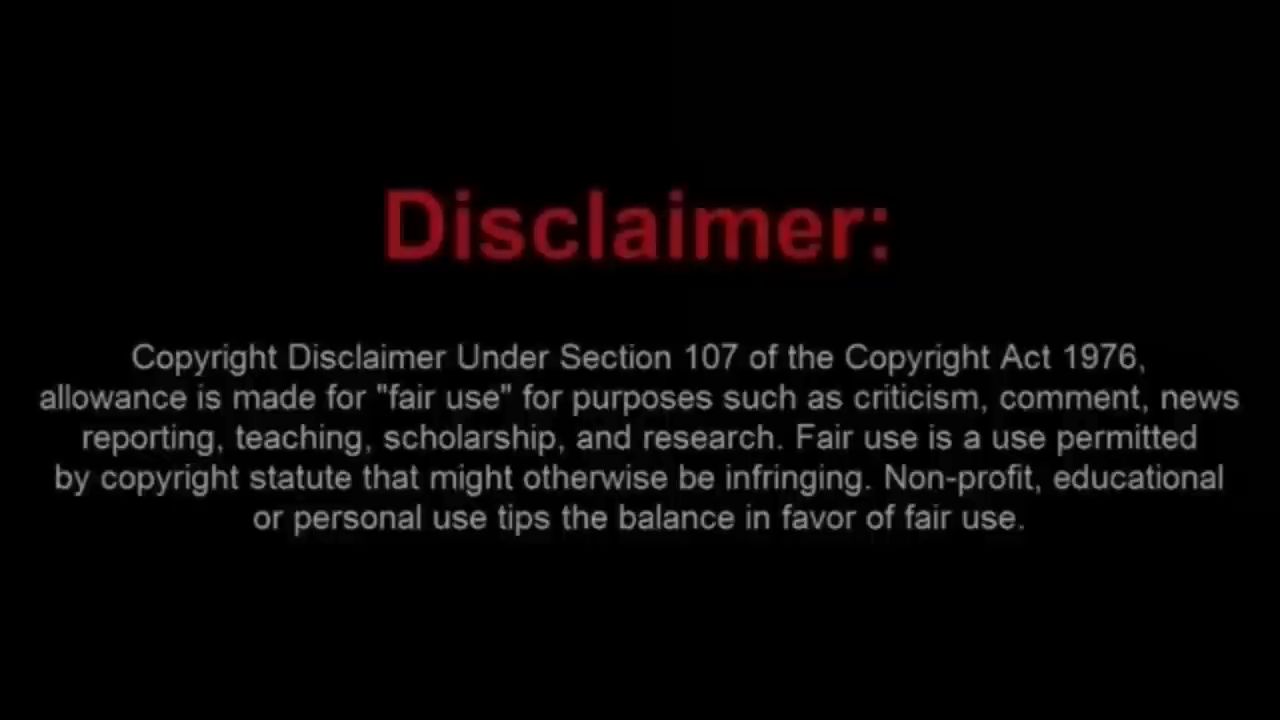 Disclaimer:
Copyright Disclaimer Under Section 107 of the Copyright Act 1976,
allowance is made for "fair use" for purposes such as criticism, comment, news
reporting, teaching, scholarship, and research. Fair use is a use permitted
by copyright statute that might otherwise be infringing. Non-profit, educational
or personal use tips the balance in favor of fair use.